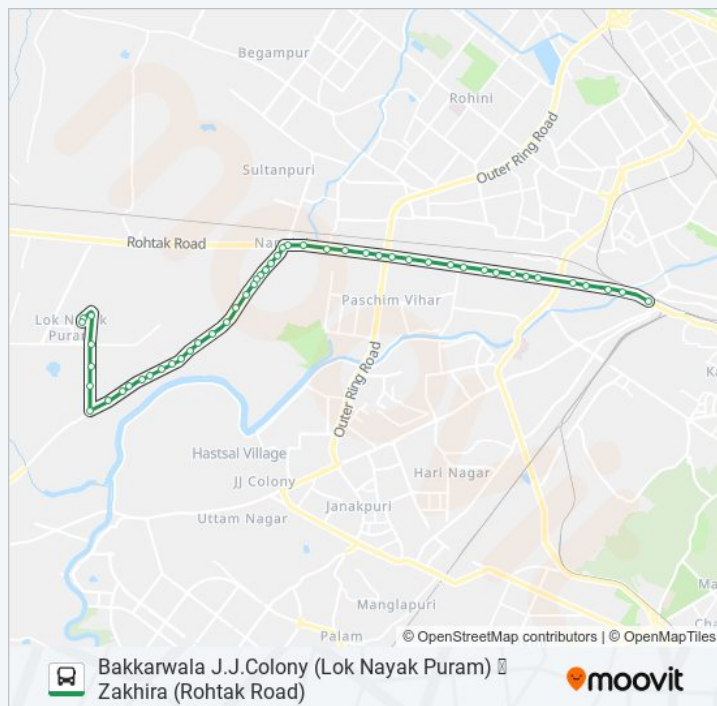 Begampur
Rohini
Outer Ring Road
Sultanpuri
Rohtak Road
Paschim Vihar
Outer Ring Road
Hastsal Village
JJ Colony
Hari Nagar
Uttam Nagar
Janakpuri
Manglapuri
Palam
© OpenStreetMap contributors | © OpenMapTiles
Bakkarwala J.J.Colony (Lok Nayak Puram)
Zakhira (Rohtak Road)
moovit